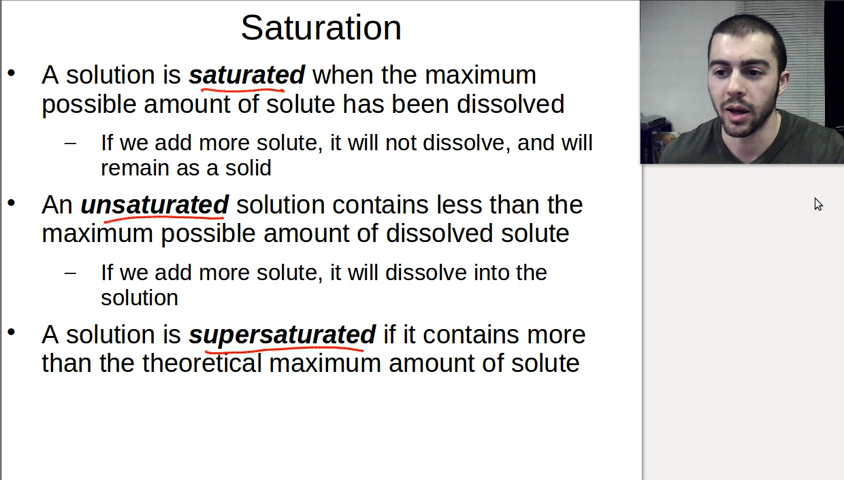 Saturation
• A solution is saturated when the maximum
possible amount of solute has been dissolved
– If we add more solute, it will not dissolve, and will
remain as a solid
• An unsaturated solution contains less than the
maximum possible amount of dissolved solute
– If we add more solute, it will dissolve into the
solution
• A solution is supersaturated if it contains more
than the theoretical maximum amount of solute